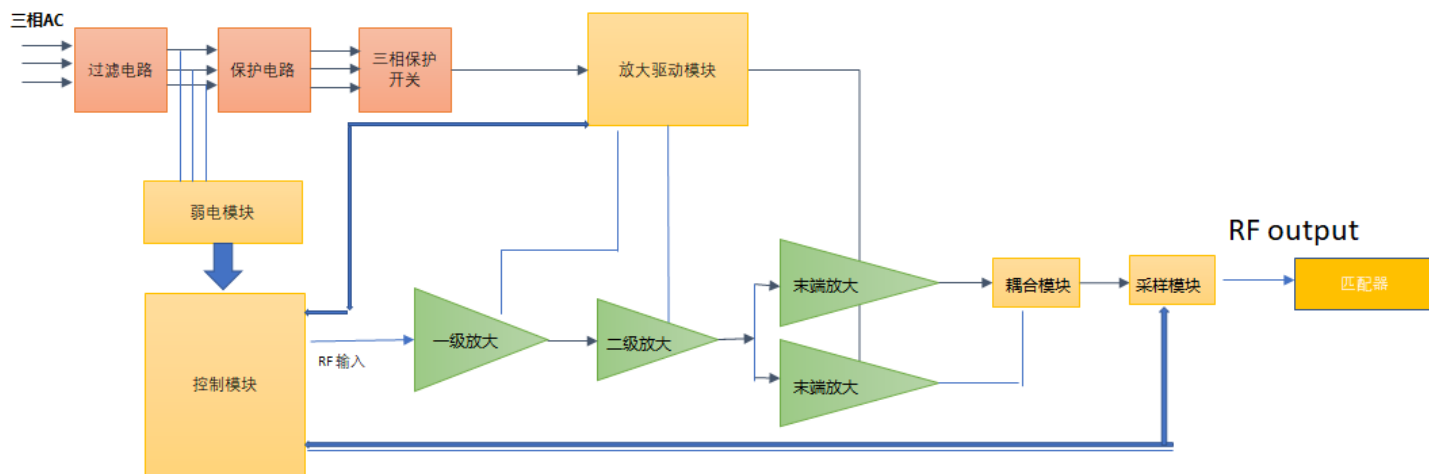 三相AC
过滤电路
保护电路
三相保护
开关
放大驱动模块
弱电模块
RF output
末端放大
耦合模块
采样模块
匹配器
一级放大
二级放大
RF 输入
控制模块
末端放大